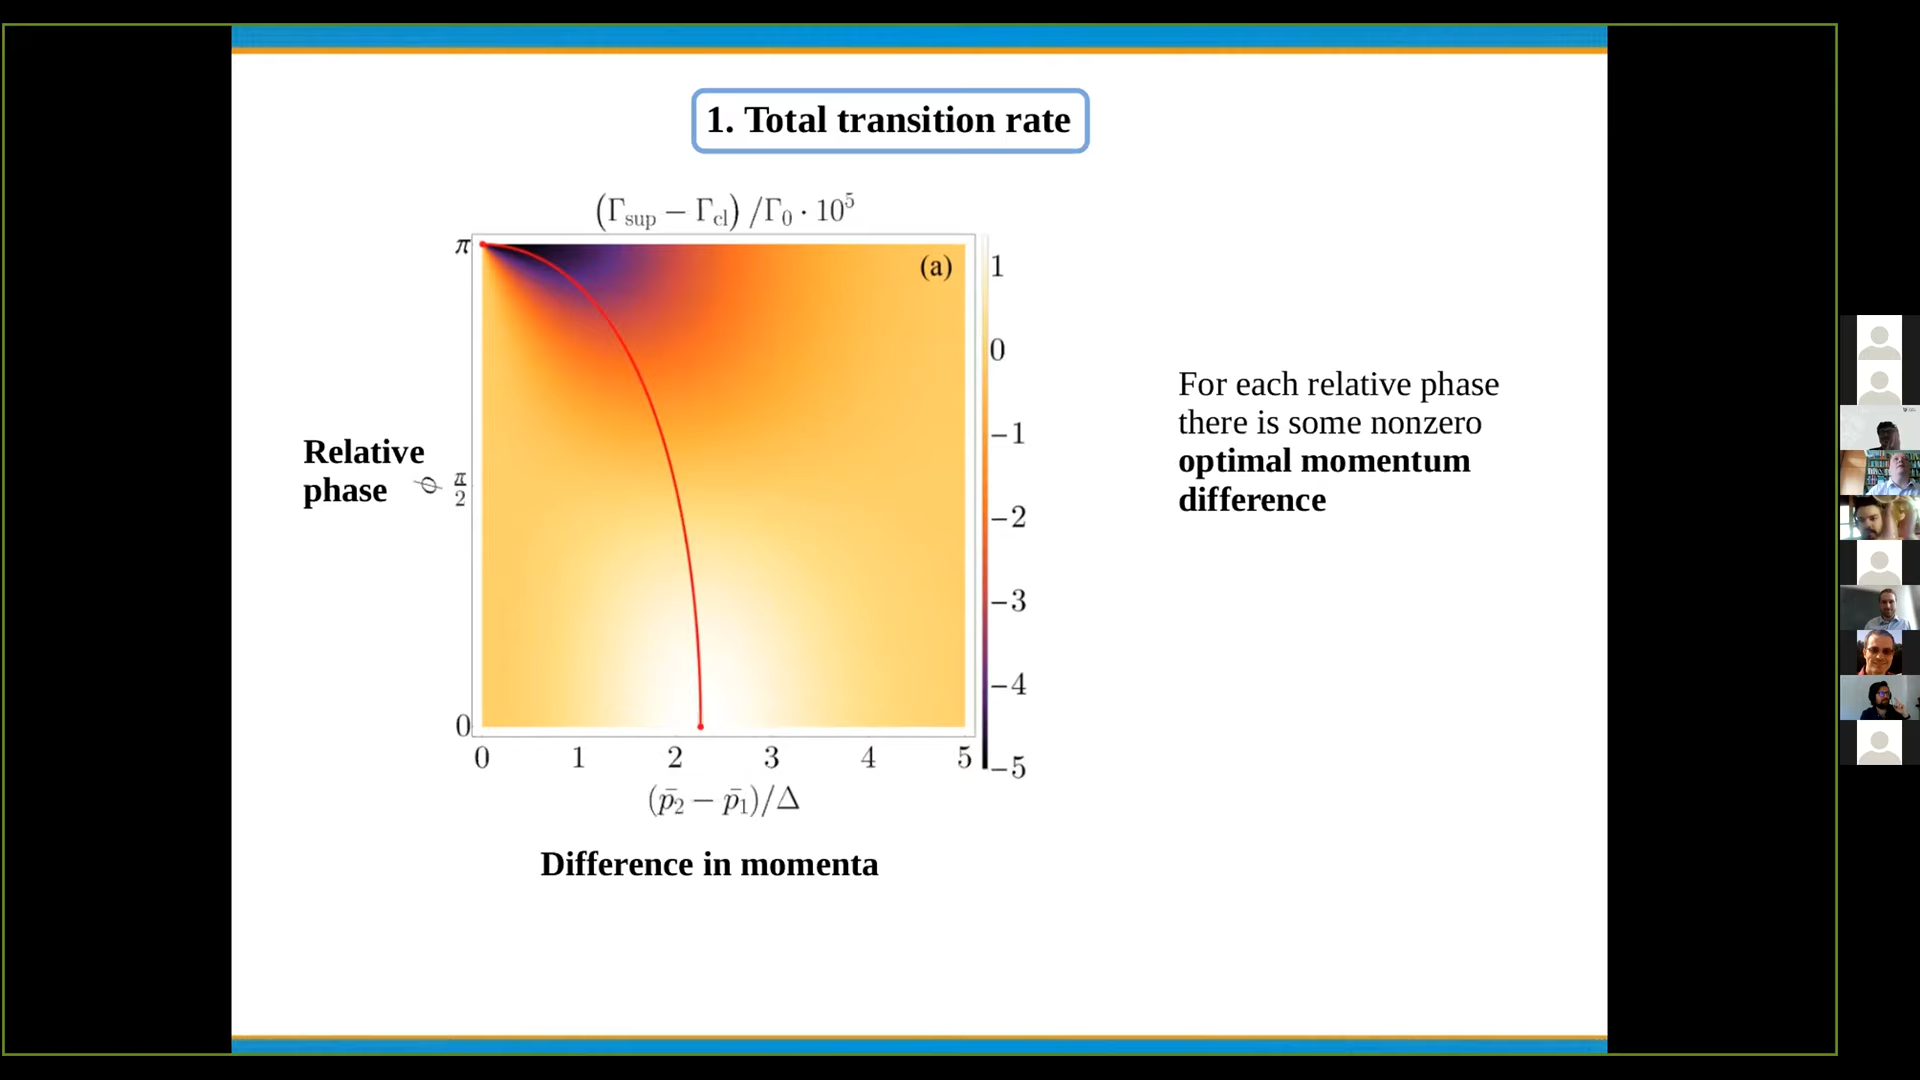 1. Total transition rate
(Γsup − Γcl) /Γ0 · 10^5
π
(a)
1
0
−1
Relative
phase
ϕ
π/2
−2
−3
−4
−5
0
0 1 2 3 4 5
(p̄2 − p̄1)/Δ
Difference in momenta
For each relative phase
there is some nonzero
optimal momentum
difference